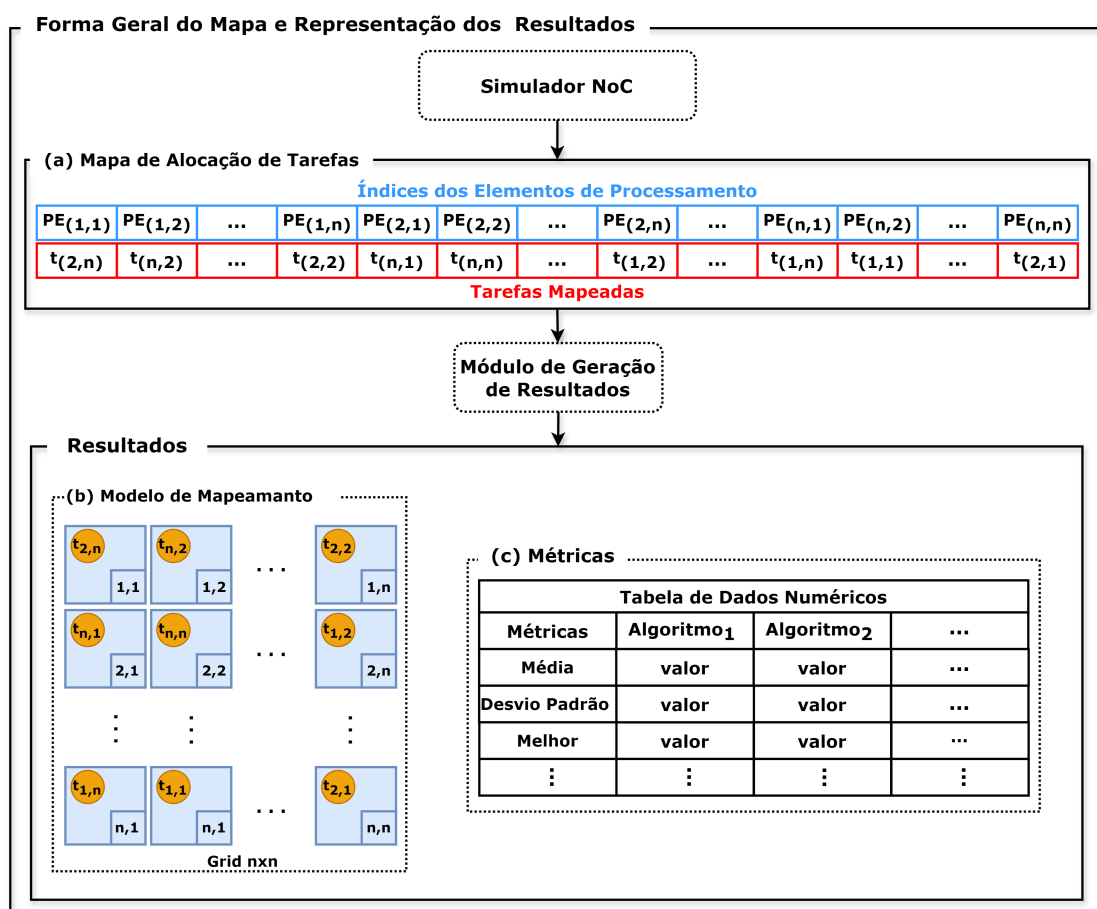 Forma Geral do Mapa e Representação dos Resultados
Simulador NoC
(a) Mapa de Alocação de Tarefas
Índices dos Elementos de Processamento
PE(1,1) PE(1,2) ... PE(1,n) PE(2,1) PE(2,2) ... PE(2,n) ... PE(n,1) PE(n,2) ... PE(n,n)
t(2,n) t(n,2) ... t(2,2) t(n,1) t(n,n) ... t(1,2) ... t(1,n) t(1,1) ... t(2,1)
Tarefas Mapeadas
Módulo de Geração
de Resultados
Resultados
(b) Modelo de Mapeamanto
t2,n tn,2 ... t2,2
1,1 1,2 1,n
tn,1 tn,n ... t1,2
2,1 2,2 2,n
⋮ ⋮ ⋮
t1,n t1,1 ... t2,1
n,1 n,1 n,n
Grid nxn
(c) Métricas
Tabela de Dados Numéricos
Métricas Algoritmo1 Algoritmo2 ...
Média valor valor ...
Desvio Padrão valor valor ...
Melhor valor valor ...
⋮ ⋮ ⋮ ⋮